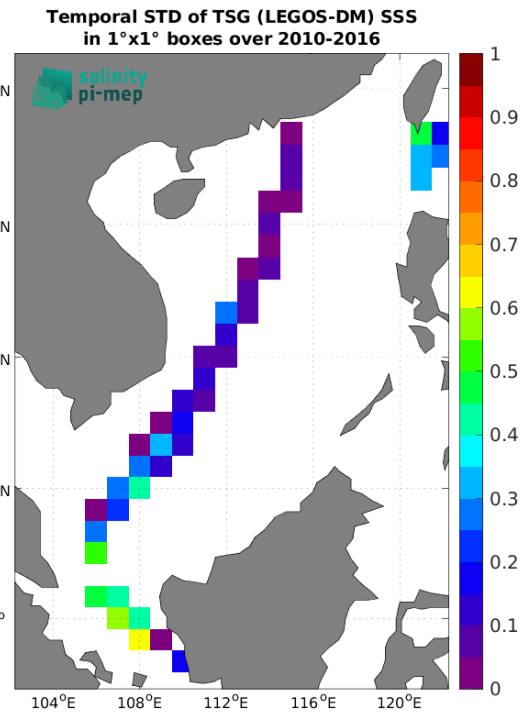 Temporal STD of TSG (LEGOS-DM) SSS
in 1°x1° boxes over 2010-2016
salinity
pi-mep
N
N
N
N
o
1
0.9
0.8
0.7
0.6
0.5
0.4
0.3
0.2
0.1
0
104°E 108°E 112°E 116°E 120°E